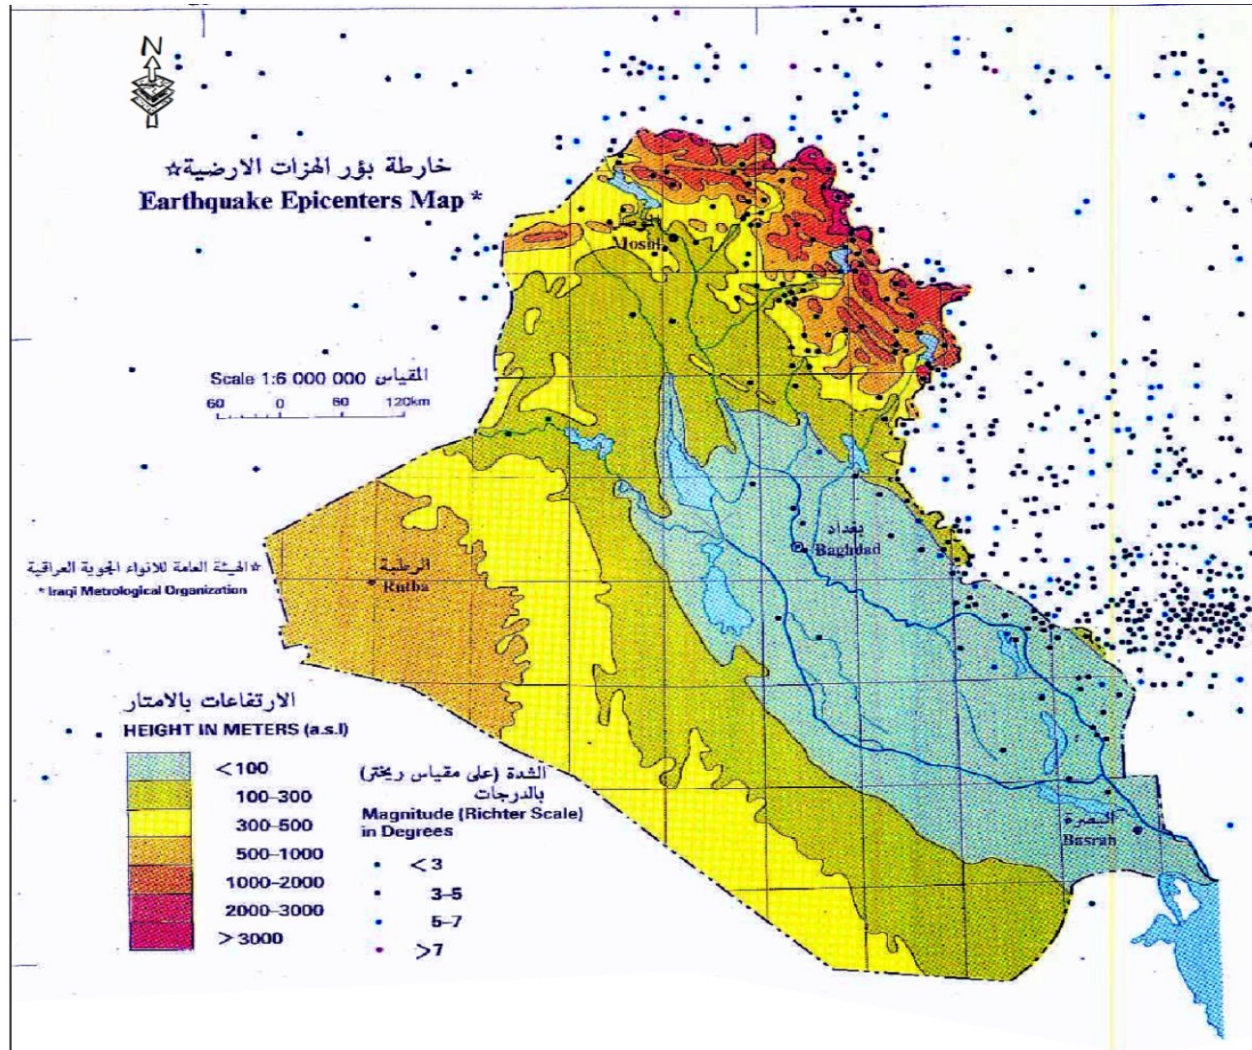 N
خارطة بؤر الهزات الارضية☆
Earthquake Epicenters Map *
الموصل
Mosul
Scale 1:6 000 000 المقياس
60 0 60 120km
بغداد
Baghdad
☆الهيئة العامة للانواء الجوية العراقية
* Iraqi Metrological Organization
الرطبة
Rutba
الارتفاعات بالامتار
HEIGHT IN METERS (a.s.l)
<100
100–300
300–500
500–1000
1000–2000
2000–3000
>3000
الشدة (على مقياس ريختر)
بالدرجات
Magnitude (Richter Scale)
in Degrees
<3
3–5
5–7
>7
البصرة
Basrah